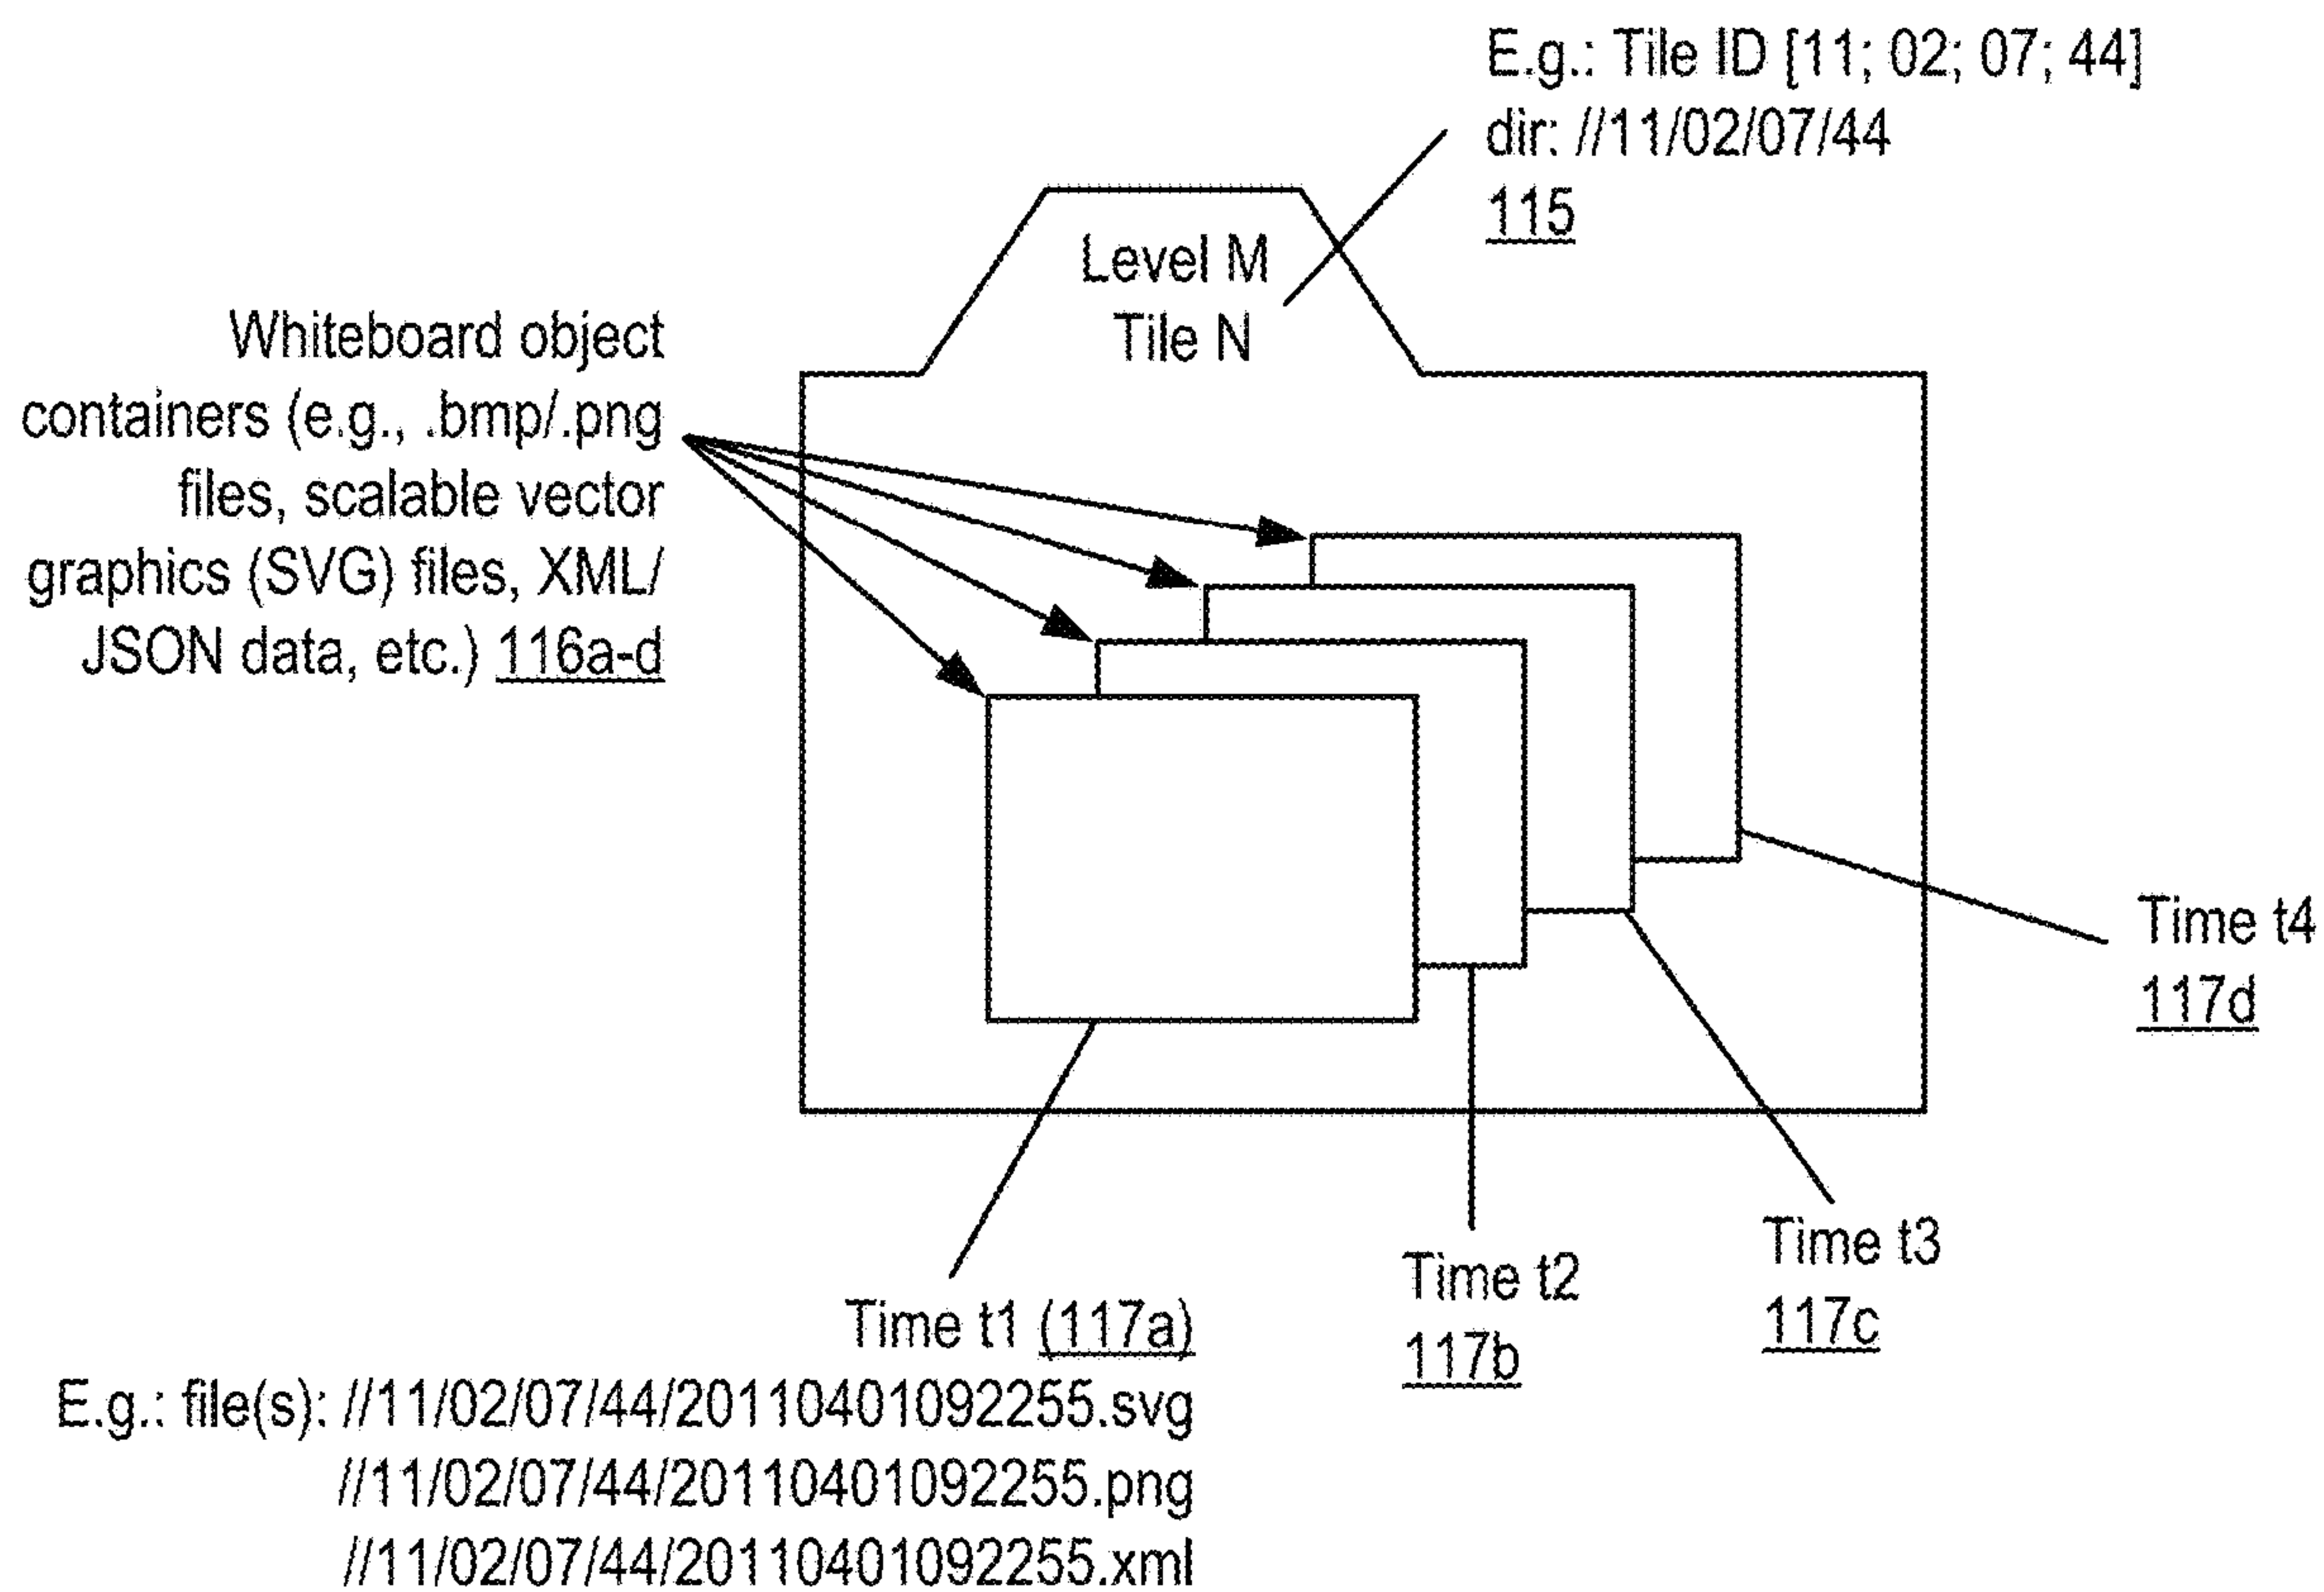 E.g.: Tile ID [11; 02; 07; 44]
dir: //11/02/07/44
115
Level M
Tile N
Whiteboard object
containers (e.g., .bmp/.png
files, scalable vector
graphics (SVG) files, XML/
JSON data, etc.) 116a-d
Time t4
117d
Time t3
117c
Time t2
117b
Time t1 (117a)
E.g.: file(s): //11/02/07/44/20110401092255.svg
//11/02/07/44/20110401092255.png
//11/02/07/44/20110401092255.xml